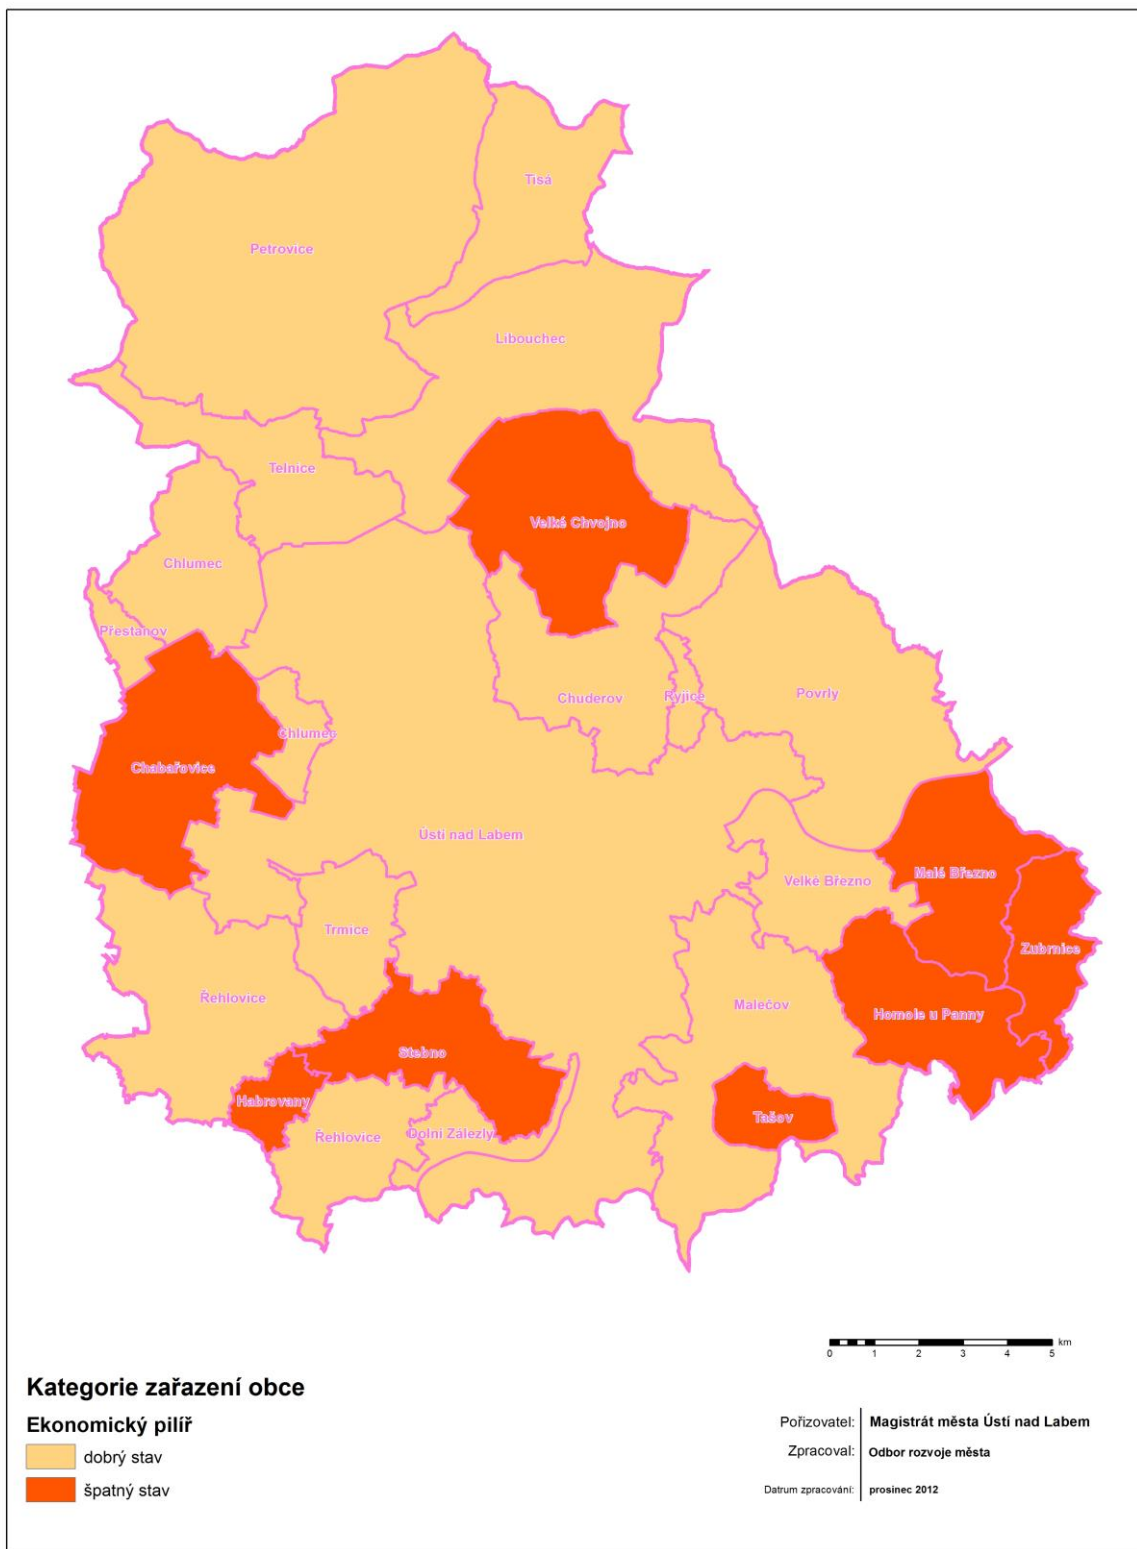 Tisá
Petrovice
Libouchec
Telnice
Velké Chvojno
Chlumec
Přestanov
Chuderov
Ryjice
Povrly
Chlumec
Chabařovice
Ústí nad Labem
Malé Březno
Velké Březno
Trmice
Zubrnice
Řehlovice
Malečov
Homole u Panny
Stebno
Habrovany
Tašov
Řehlovice
Dolní Zálezly
km
0 1 2 3 4 5
Kategorie zařazení obce
Ekonomický pilíř
dobrý stav
špatný stav
Pořizovatel: Magistrát města Ústí nad Labem
Zpracoval: Odbor rozvoje města
Datum zpracování: prosinec 2012